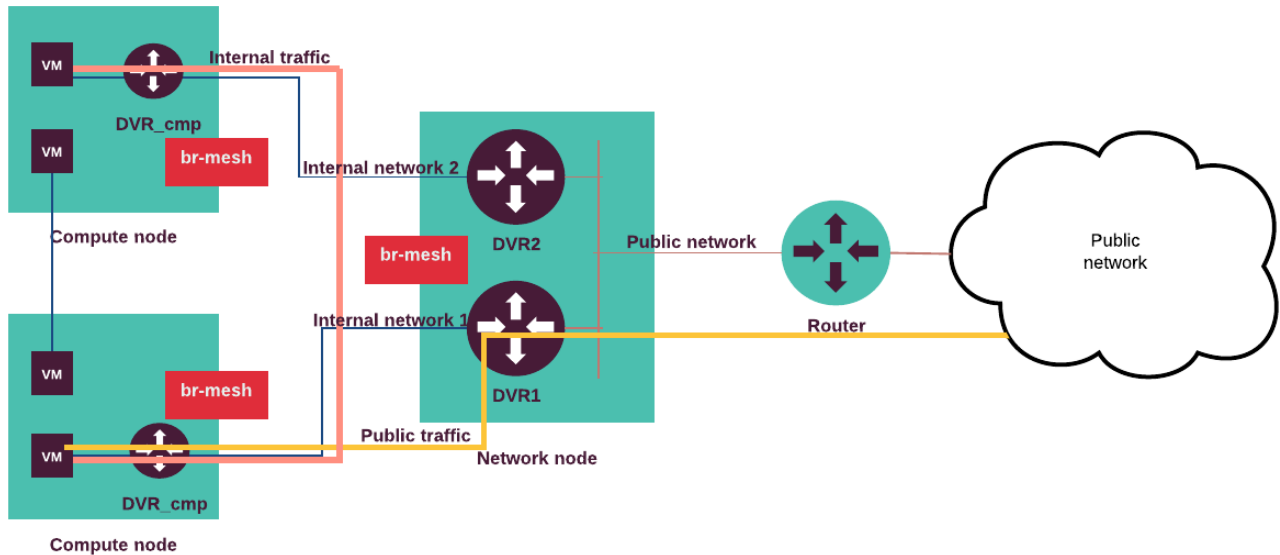 VM
Internal traffic
DVR_cmp
VM
br-mesh
Internal network 2
Compute node
DVR2
br-mesh
Public network
Public
network
Internal network 1
Router
VM
br-mesh
DVR1
VM
Public traffic
Network node
DVR_cmp
Compute node